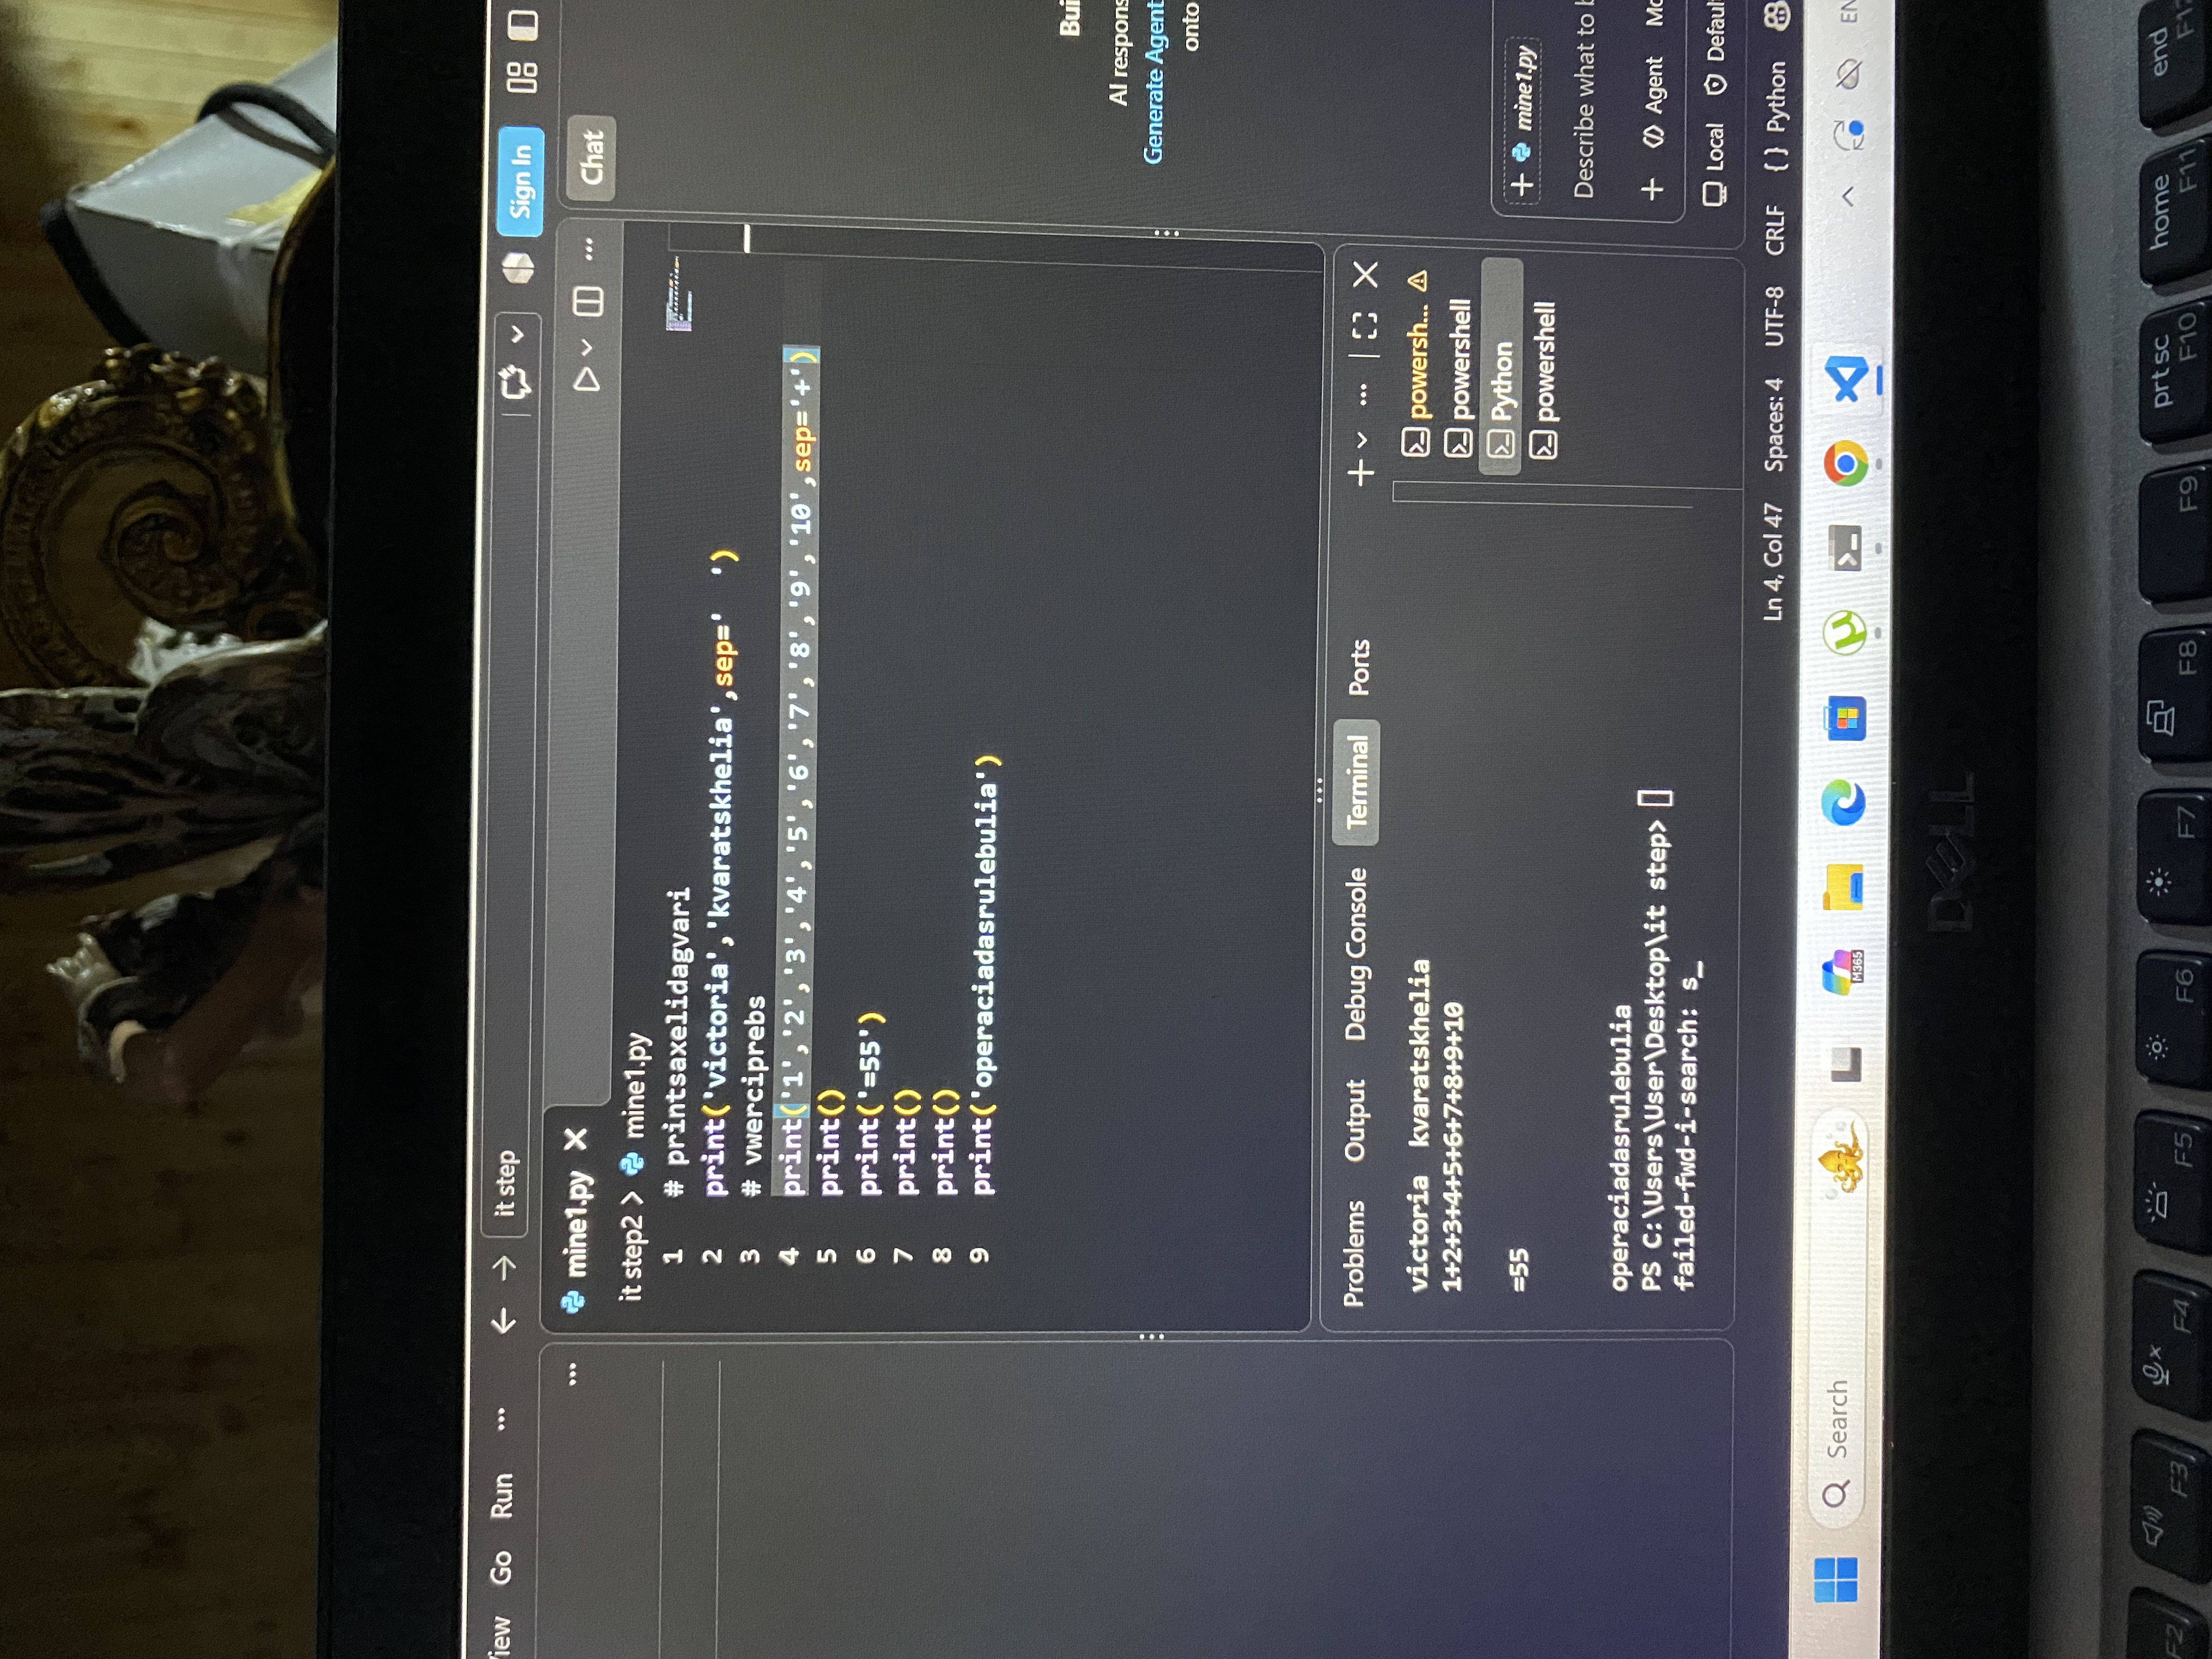 Go Run ···
it step
Sign In
mine1.py
Chat
it step2 > mine1.py
1 # printsaxelidagvari
2 print('victoria','kvaratskhelia',sep='  ')
3 # vwerciprebs
4 print('1','2','3','4','5','6','7','8','9','10',sep='+')
5 print()
6 print('=55')
7 print()
8 print()
9 print('operaciadasrulebulia')
AI
Generate Agent
onto
Problems Output Debug Console Terminal Ports
victoria  kvaratskhelia
1+2+3+4+5+6+7+8+9+10
=55
operaciadasrulebulia
PS C:\Users\User\Desktop\it step>
failed-fwd-i-search: s_
powersh...
powershell
Python
powershell
mine1.py
Describe what to
Agent
Local
Ln 4, Col 47 Spaces: 4 UTF-8 CRLF { } Python
Search
M365
DELL
F2 F3 F4 F5 F6 F7 F8 F9 prt sc F10 home F11 end